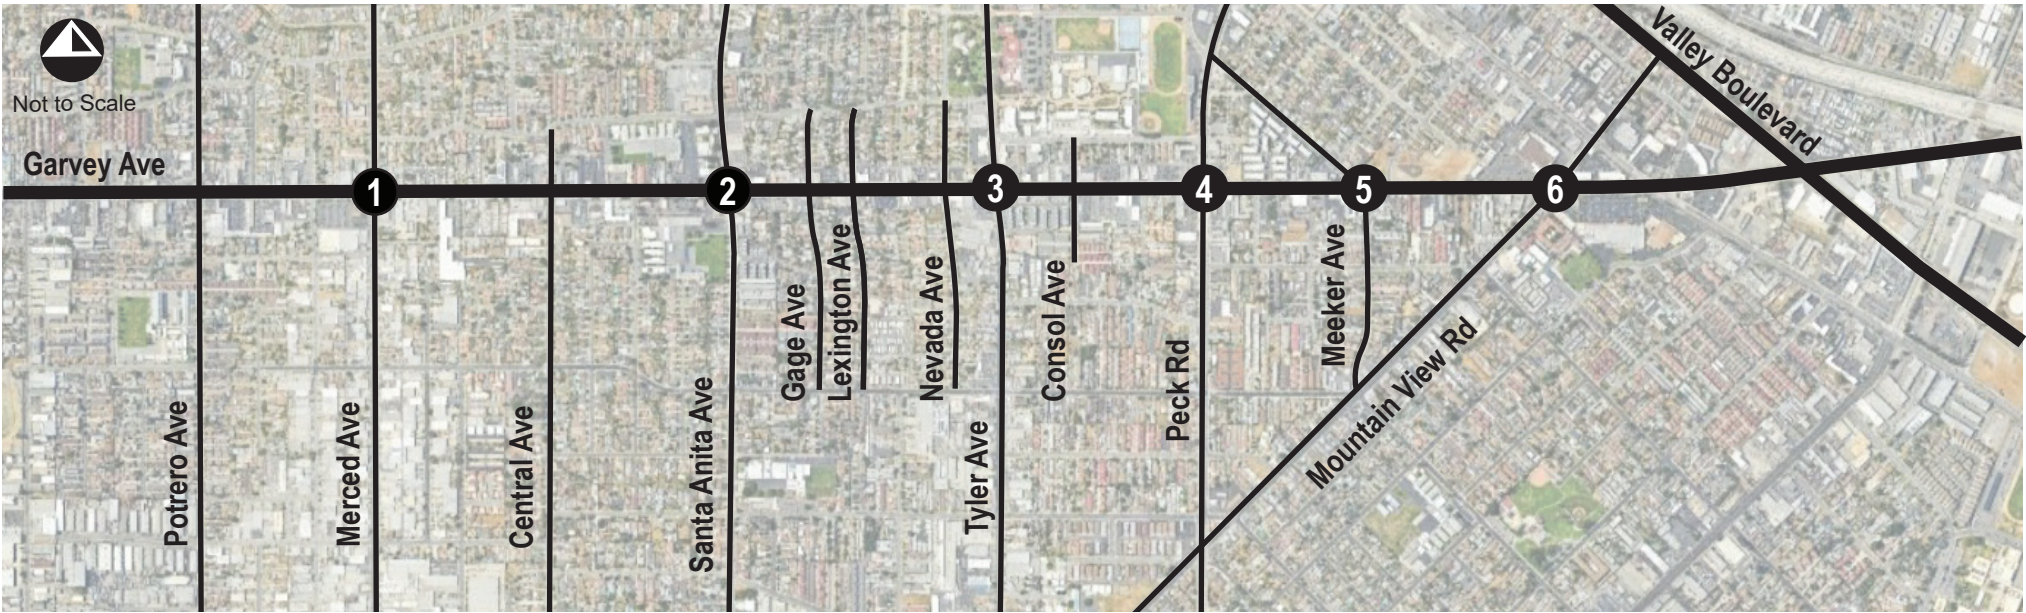 Not to Scale
Garvey Ave
Valley Boulevard
1
2
3
4
5
6
Potrero Ave
Merced Ave
Central Ave
Santa Anita Ave
Gage Ave
Lexington Ave
Nevada Ave
Tyler Ave
Consol Ave
Peck Rd
Meeker Ave
Mountain View Rd